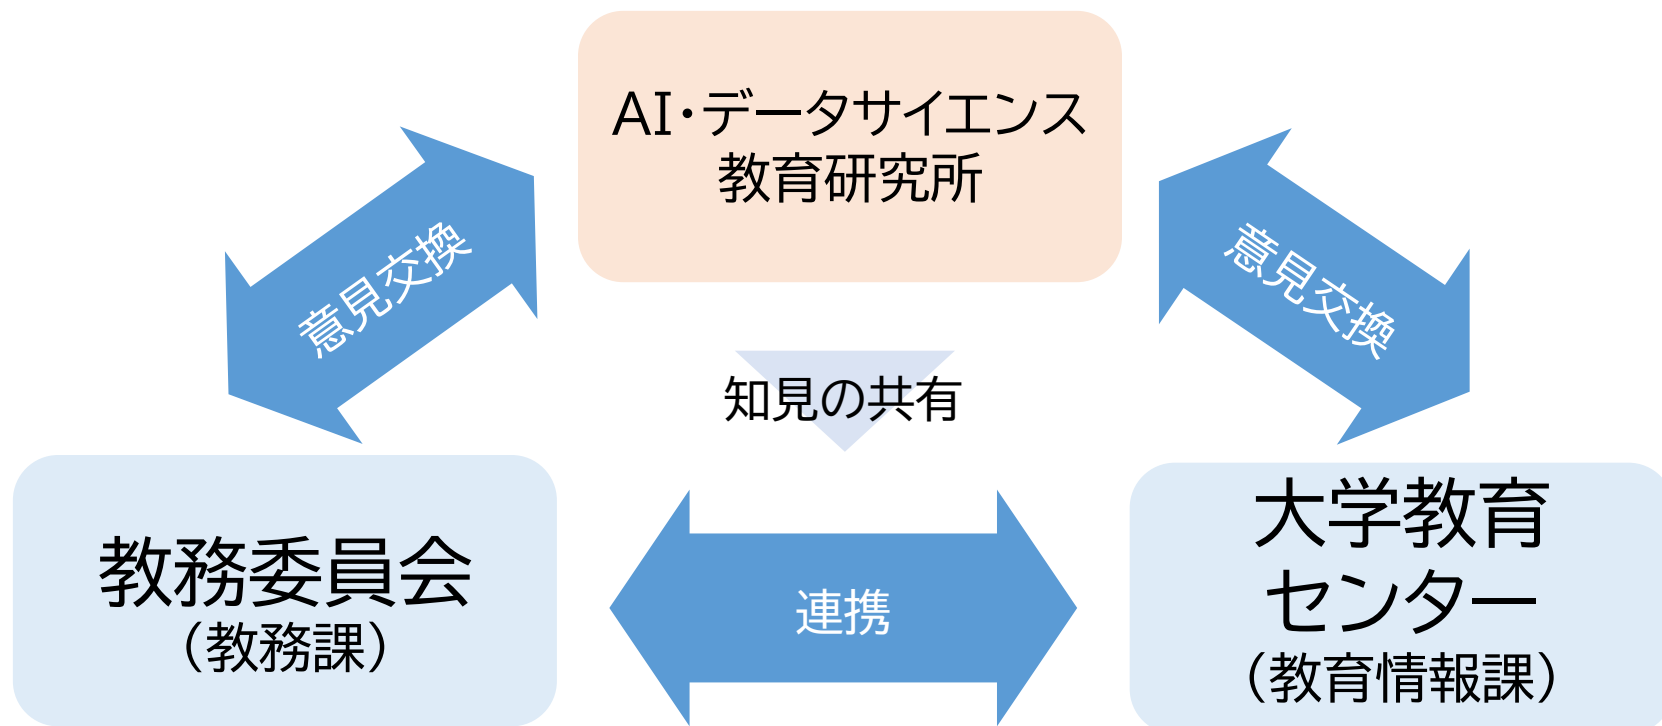 AI・データサイエンス
教育研究所
意見交換
意見交換
知見の共有
教務委員会
（教務課）
連携
大学教育
センター
（教育情報課）